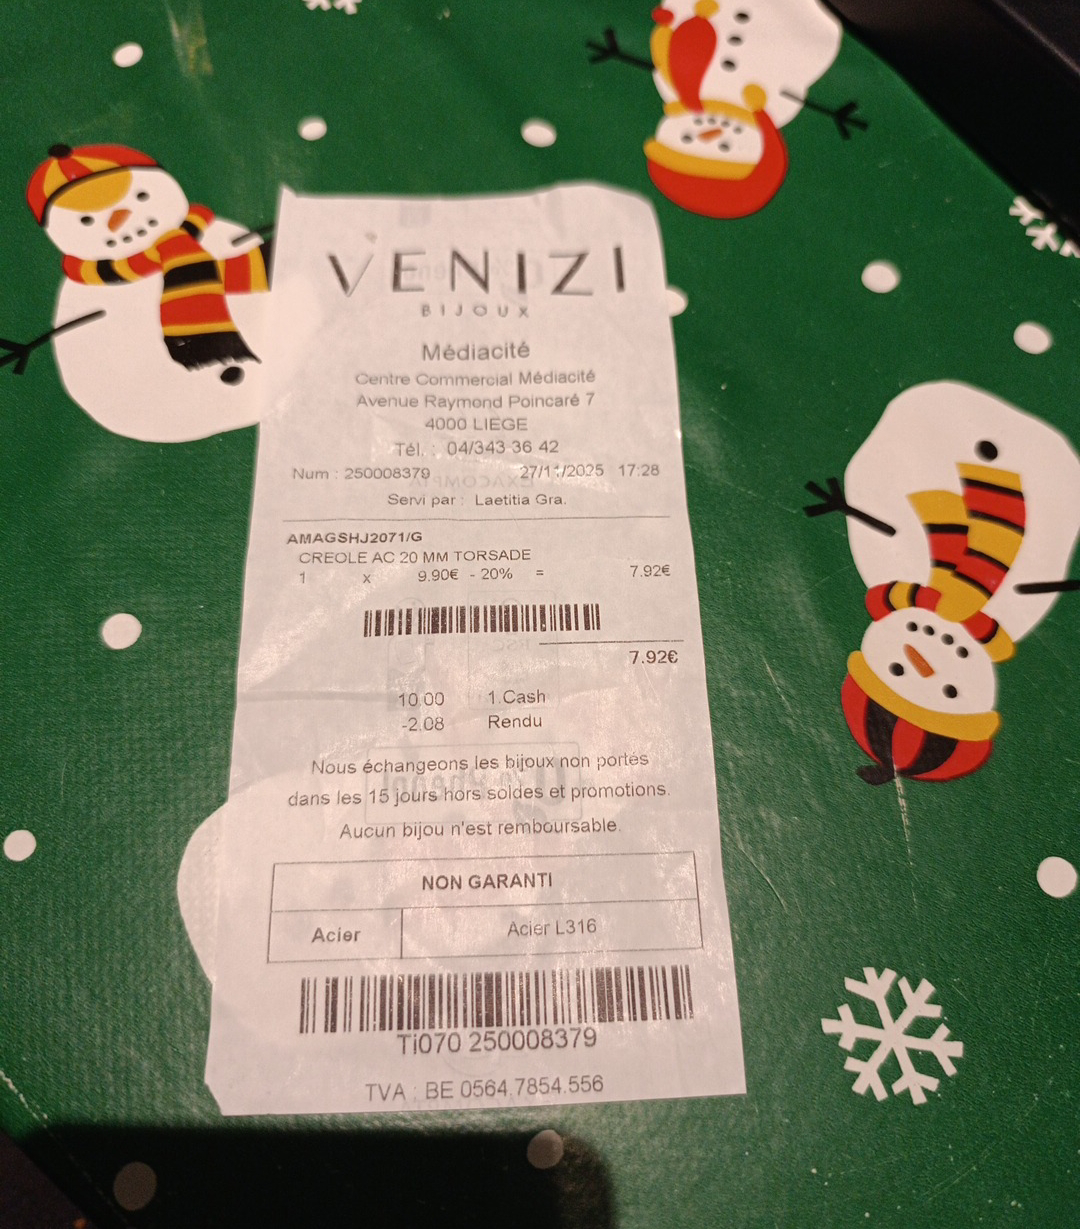 VENIZI
BIJOUX
Médiacité
Centre Commercial Médiacité
Avenue Raymond Poincaré 7
4000 LIEGE
Tél. : 04/343 36 42
Num : 250008379 27/11/2025 17:28
Servi par : Laetitia Gra.
AMAGSHJ2071/G
CREOLE AC 20 MM TORSADE
1 x 9.90€ - 20% = 7.92€
7.92€
10.00 1.Cash
-2.08 Rendu
Nous échangeons les bijoux non portés
dans les 15 jours hors soldes et promotions.
Aucun bijou n'est remboursable.
NON GARANTI
Acier Acier L316
Ti070 250008379
TVA : BE 0564.7854.556